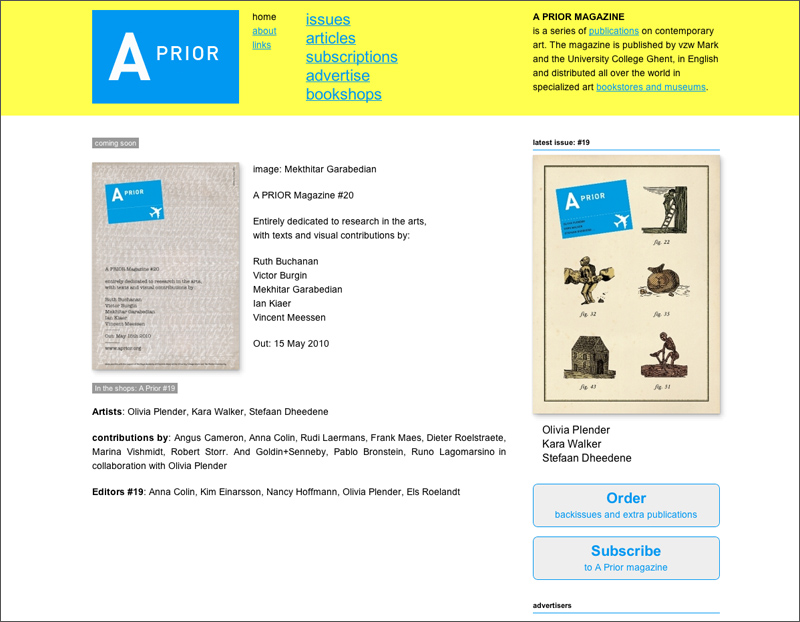 A PRIOR
home
about
links
issues
articles
subscriptions
advertise
bookshops
A PRIOR MAGAZINE
is a series of publications on contemporary
art. The magazine is published by vzw Mark
and the University College Ghent, in English
and distributed all over the world in
specialized art bookstores and museums.
coming soon
A PRIOR
A PRIOR Magazine #20
entirely dedicated to research in the arts,
with texts and visual contributions by:
Ruth Buchanan
Victor Burgin
Mekhitar Garabedian
Ian Kiaer
Vincent Meessen
Out: May 15th 2010
www.aprior.org
image: Mekthitar Garabedian
A PRIOR Magazine #20
Entirely dedicated to research in the arts,
with texts and visual contributions by:
Ruth Buchanan
Victor Burgin
Mekhitar Garabedian
Ian Kiaer
Vincent Meessen
Out: 15 May 2010
In the shops: A Prior #19
Artists: Olivia Plender, Kara Walker, Stefaan Dheedene
contributions by: Angus Cameron, Anna Colin, Rudi Laermans, Frank Maes, Dieter Roelstraete,
Marina Vishmidt, Robert Storr. And Goldin+Senneby, Pablo Bronstein, Runo Lagomarsino in
collaboration with Olivia Plender
Editors #19: Anna Colin, Kim Einarsson, Nancy Hoffmann, Olivia Plender, Els Roelandt
latest issue: #19
A PRIOR
OLIVIA PLENDER
KARA WALKER
STEFAAN DHEEDENE
fig. 22
fig. 32
fig. 35
fig. 43
fig. 51
Olivia Plender
Kara Walker
Stefaan Dheedene
Order
backissues and extra publications
Subscribe
to A Prior magazine
advertisers